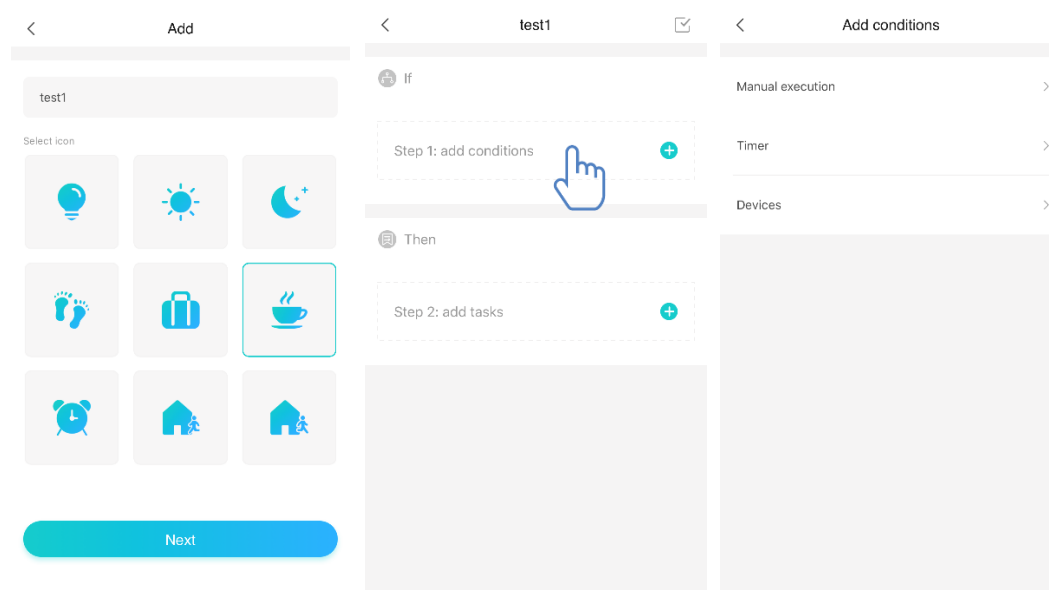 Add
test1
Select icon
Next
test1
If
Step 1: add conditions
Then
Step 2: add tasks
Add conditions
Manual execution
Timer
Devices